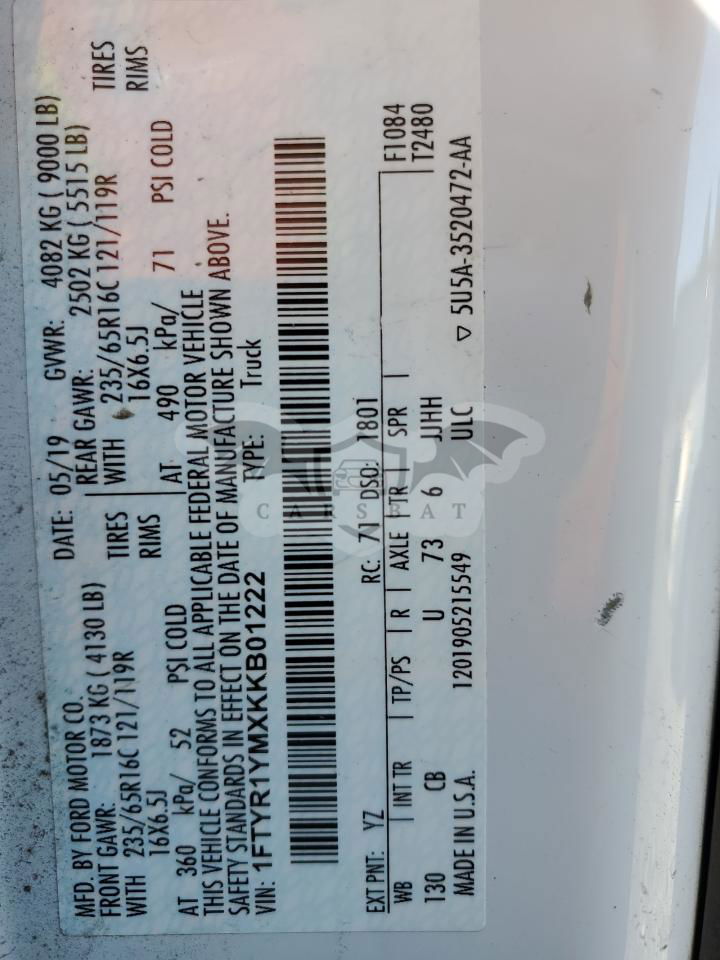 MFD. BY FORD MOTOR CO. DATE: 05/19 GVWR: 4082 KG ( 9000 LB)
FRONT GAWR: 1873 KG ( 4130 LB) REAR GAWR: 2502 KG ( 5515 LB)
WITH 235/65R16C 121/119R TIRES WITH 235/65R16C 121/119R TIRES
16X6.5J RIMS 16X6.5J RIMS
AT 360 kPa/ 52 PSI COLD AT 490 kPa/ 71 PSI COLD
THIS VEHICLE CONFORMS TO ALL APPLICABLE FEDERAL MOTOR VEHICLE
SAFETY STANDARDS IN EFFECT ON THE DATE OF MANUFACTURE SHOWN ABOVE.
VIN: 1FTYR1YMXKKB01222 TYPE: Truck
CARSBAT
EXT PNT: YZ RC: 71 DSO: 1801 F1084
WB INT TR TP/PS R AXLE TR SPR T2480
130 CB U 73 6 JJHH
MADE IN U.S.A. 1201905215549 ULC ▽ 5U5A-3520472-AA